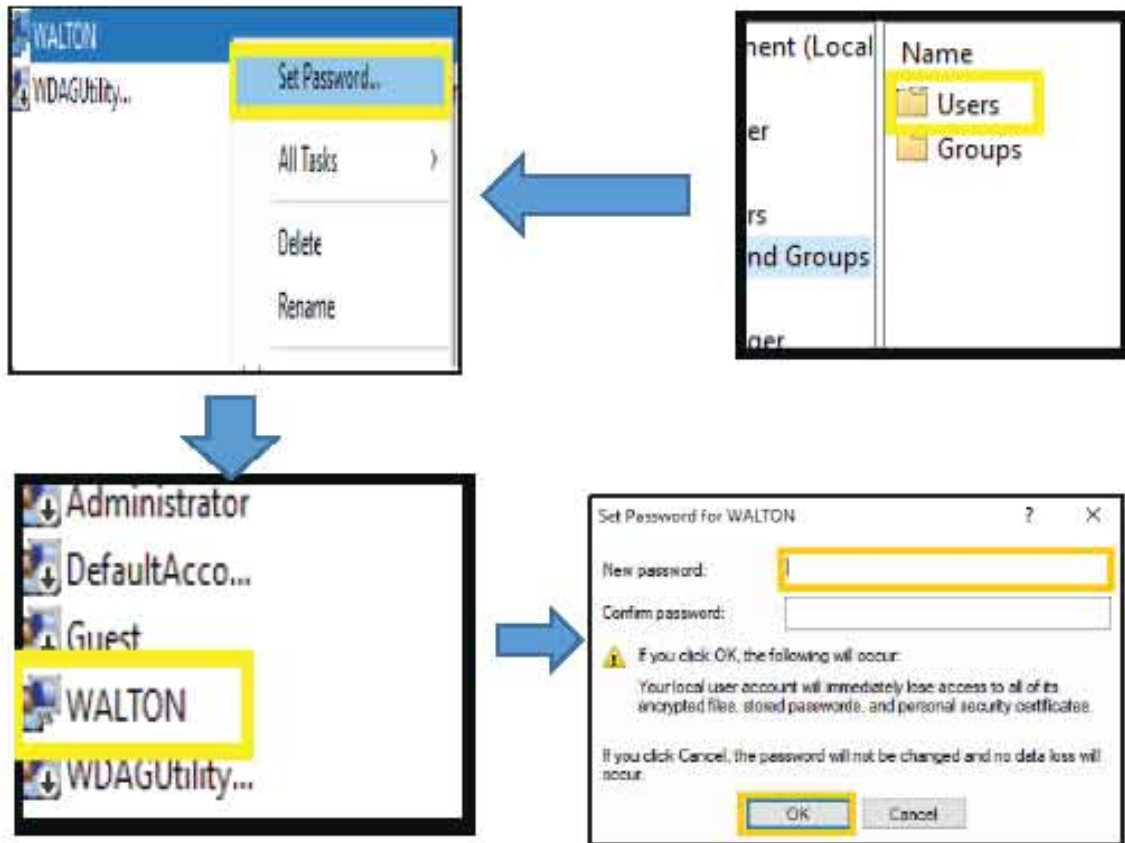 WALTON
WDAGUtility...
Set Password...
All Tasks
Delete
Rename
nent (Local
er
rs
nd Groups
ger
Name
Users
Groups
Administrator
DefaultAcco...
Guest
WALTON
WDAGUtility...
Set Password for WALTON
New password:
Confirm password:
If you click OK, the following will occur:
Your local user account will immediately lose access to all of its
encrypted files, stored passwords, and personal security certificates.
If you click Cancel, the password will not be changed and no data loss will
occur.
OK
Cancel